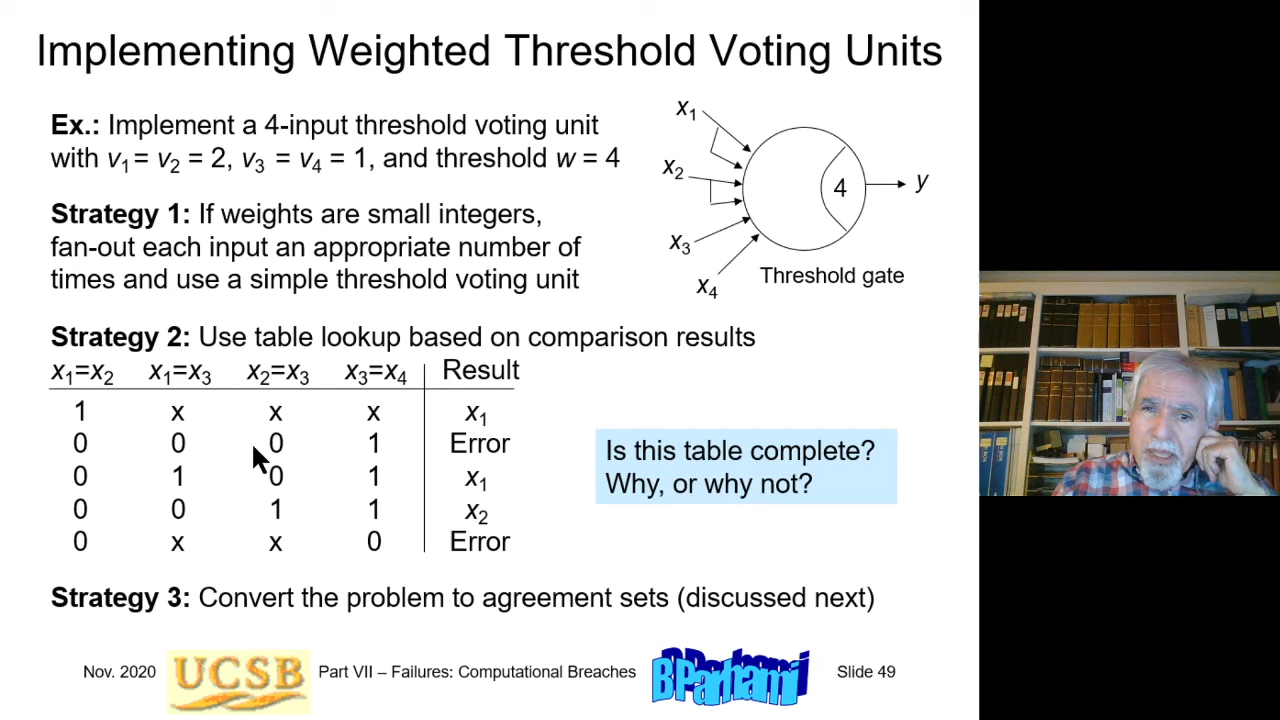 Implementing Weighted Threshold Voting Units
Ex.: Implement a 4-input threshold voting unit
with v1 = v2 = 2, v3 = v4 = 1, and threshold w = 4
Strategy 1: If weights are small integers,
fan-out each input an appropriate number of
times and use a simple threshold voting unit
x1
x2
x3
x4
4
y
Threshold gate
Strategy 2: Use table lookup based on comparison results
x1=x2 x1=x3 x2=x3 x3=x4 Result
1 x x x x1
0 0 0 1 Error
0 1 0 1 x1
0 0 1 1 x2
0 x x 0 Error
Is this table complete?
Why, or why not?
Strategy 3: Convert the problem to agreement sets (discussed next)
Nov. 2020 UCSB Part VII – Failures: Computational Breaches B Parhami Slide 49